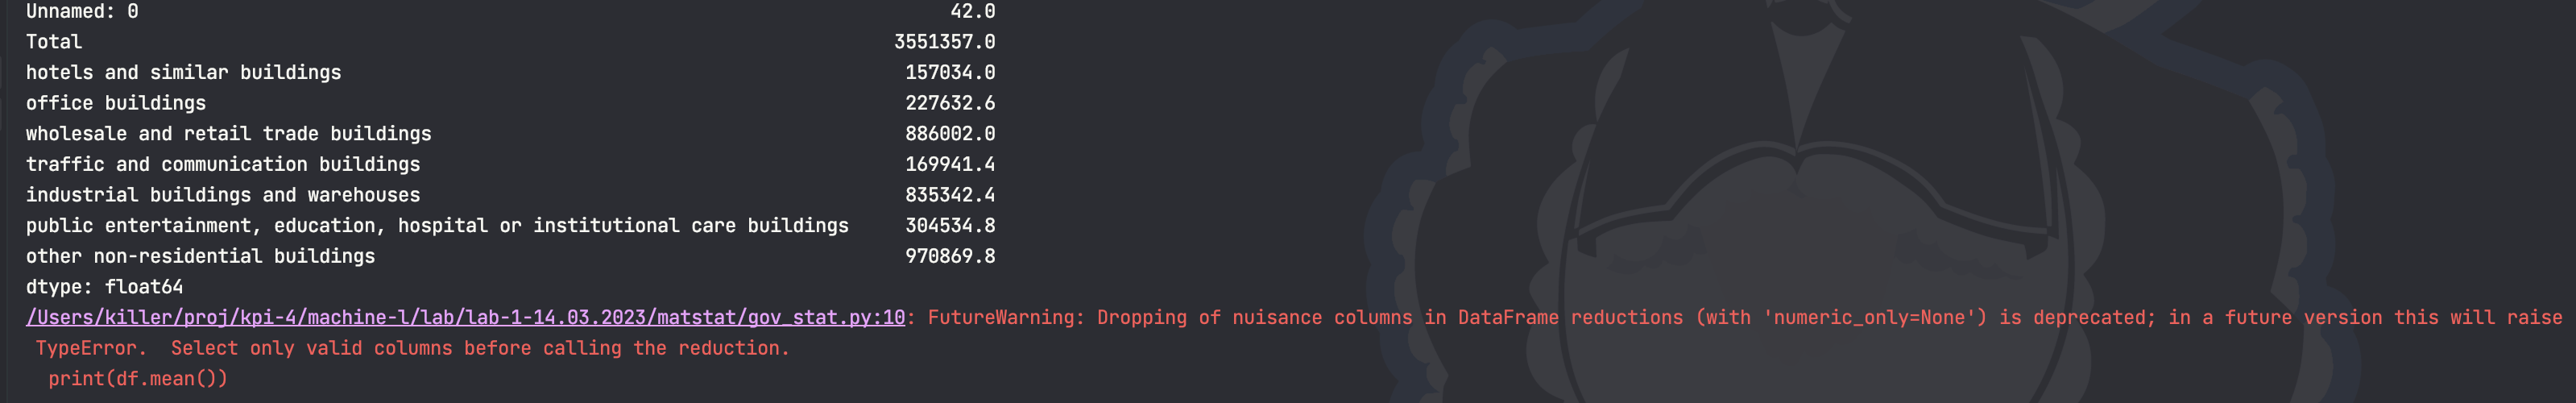 Unnamed: 0 42.0
Total 3551357.0
hotels and similar buildings 157034.0
office buildings 227632.6
wholesale and retail trade buildings 886002.0
traffic and communication buildings 169941.4
industrial buildings and warehouses 835342.4
public entertainment, education, hospital or institutional care buildings 304534.8
other non-residential buildings 970869.8
dtype: float64
/Users/killer/proj/kpi-4/machine-l/lab/lab-1-14.03.2023/matstat/gov_stat.py:10: FutureWarning: Dropping of nuisance columns in DataFrame reductions (with 'numeric_only=None') is deprecated; in a future version this will raise
TypeError.  Select only valid columns before calling the reduction.
print(df.mean())